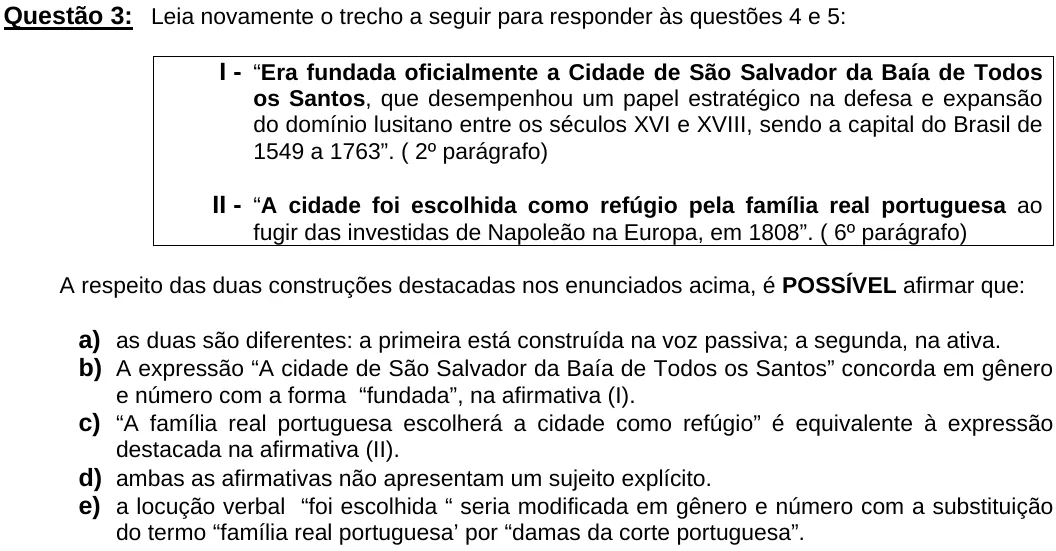 Questão 3: Leia novamente o trecho a seguir para responder às questões 4 e 5:
I - “Era fundada oficialmente a Cidade de São Salvador da Baía de Todos
os Santos, que desempenhou um papel estratégico na defesa e expansão
do domínio lusitano entre os séculos XVI e XVIII, sendo a capital do Brasil de
1549 a 1763”. ( 2º parágrafo)
II - “A cidade foi escolhida como refúgio pela família real portuguesa ao
fugir das investidas de Napoleão na Europa, em 1808”. ( 6º parágrafo)
A respeito das duas construções destacadas nos enunciados acima, é POSSÍVEL afirmar que:
a) as duas são diferentes: a primeira está construída na voz passiva; a segunda, na ativa.
b) A expressão “A cidade de São Salvador da Baía de Todos os Santos” concorda em gênero
e número com a forma “fundada”, na afirmativa (I).
c) “A família real portuguesa escolherá a cidade como refúgio” é equivalente à expressão
destacada na afirmativa (II).
d) ambas as afirmativas não apresentam um sujeito explícito.
e) a locução verbal “foi escolhida “ seria modificada em gênero e número com a substituição
do termo “família real portuguesa’ por “damas da corte portuguesa”.